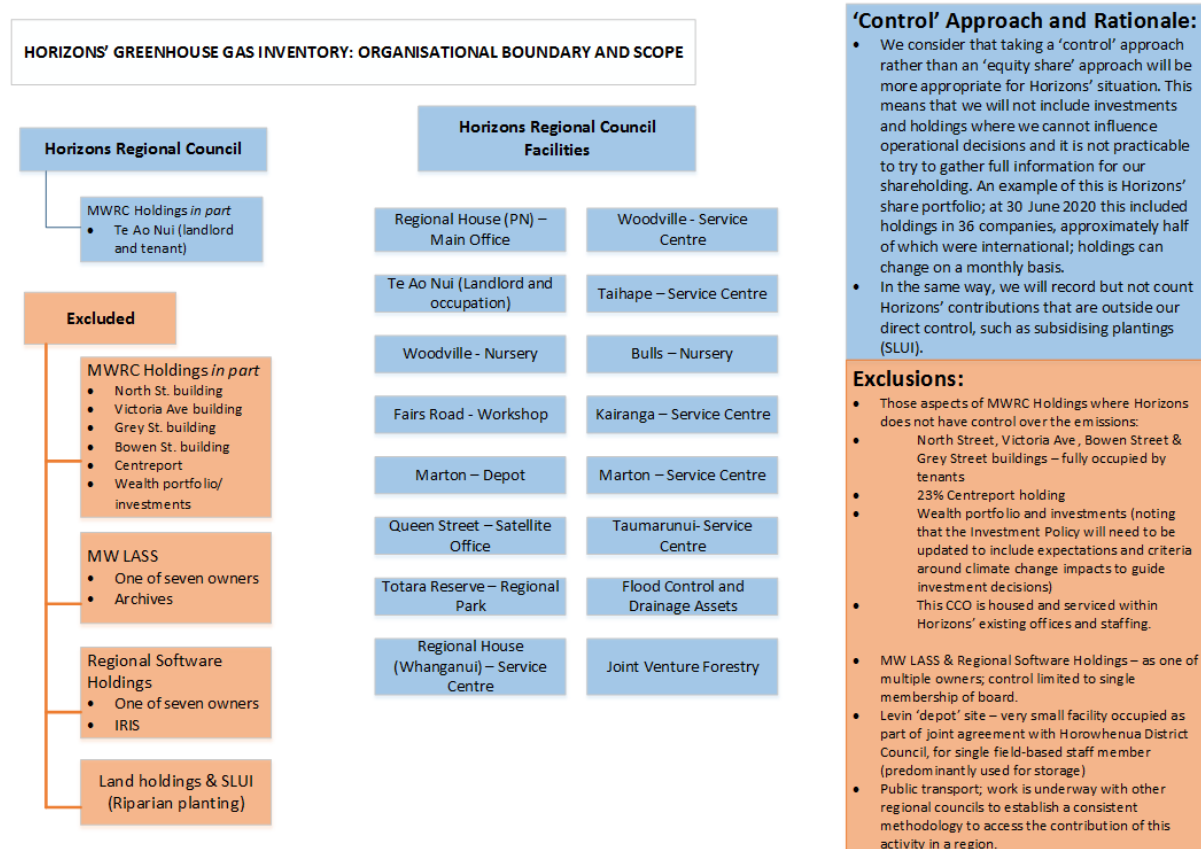 HORIZONS’ GREENHOUSE GAS INVENTORY: ORGANISATIONAL BOUNDARY AND SCOPE
Horizons Regional Council
MWRC Holdings in part
• Te Ao Nui (landlord
and tenant)
Excluded
MWRC Holdings in part
• North St. building
• Victoria Ave building
• Grey St. building
• Bowen St. building
• Centreport
• Wealth portfolio/
investments
MW LASS
• One of seven owners
• Archives
Regional Software
Holdings
• One of seven owners
• IRIS
Land holdings & SLUI
(Riparian planting)
Horizons Regional Council
Facilities
Regional House (PN) –
Main Office
Woodville - Service
Centre
Te Ao Nui (Landlord and
occupation)
Taihape – Service Centre
Woodville - Nursery
Bulls – Nursery
Fairs Road - Workshop
Kairanga – Service Centre
Marton – Depot
Marton – Service Centre
Queen Street – Satellite
Office
Taumarunui- Service
Centre
Totara Reserve – Regional
Park
Flood Control and
Drainage Assets
Regional House
(Whanganui) – Service
Centre
Joint Venture Forestry
‘Control’ Approach and Rationale:
• We consider that taking a ‘control’ approach
rather than an ‘equity share’ approach will be
more appropriate for Horizons’ situation. This
means that we will not include investments
and holdings where we cannot influence
operational decisions and it is not practicable
to try to gather full information for our
shareholding. An example of this is Horizons’
share portfolio; at 30 June 2020 this included
holdings in 36 companies, approximately half
of which were international; holdings can
change on a monthly basis.
• In the same way, we will record but not count
Horizons’ contributions that are outside our
direct control, such as subsidising plantings
(SLUI).
Exclusions:
• Those aspects of MWRC Holdings where Horizons
does not have control over the emissions:
• North Street, Victoria Ave, Bowen Street &
Grey Street buildings – fully occupied by
tenants
• 23% Centreport holding
• Wealth portfolio and investments (noting
that the Investment Policy will need to be
updated to include expectations and criteria
around climate change impacts to guide
investment decisions)
• This CCO is housed and serviced within
Horizons’ existing offices and staffing.
• MW LASS & Regional Software Holdings – as one of
multiple owners; control limited to single
membership of board.
• Levin ‘depot’ site – very small facility occupied as
part of joint agreement with Horowhenua District
Council, for single field-based staff member
(predominantly used for storage)
• Public transport; work is underway with other
regional councils to establish a consistent
methodology to access the contribution of this
activity in a region.